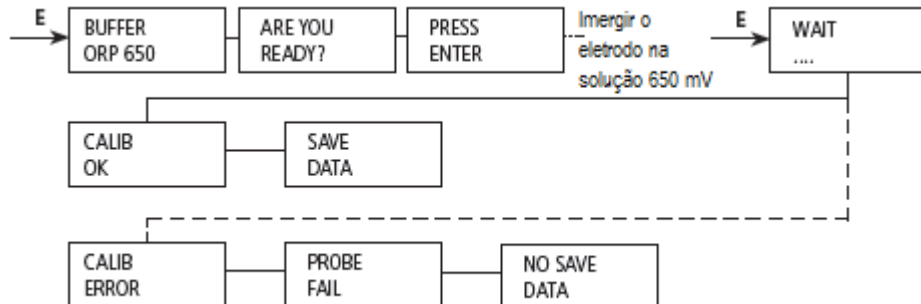 E
BUFFER
ORP 650
ARE YOU
READY?
PRESS
ENTER
Imergir o
eletrodo na
solução 650 mV
E
WAIT
....
CALIB
OK
SAVE
DATA
CALIB
ERROR
PROBE
FAIL
NO SAVE
DATA